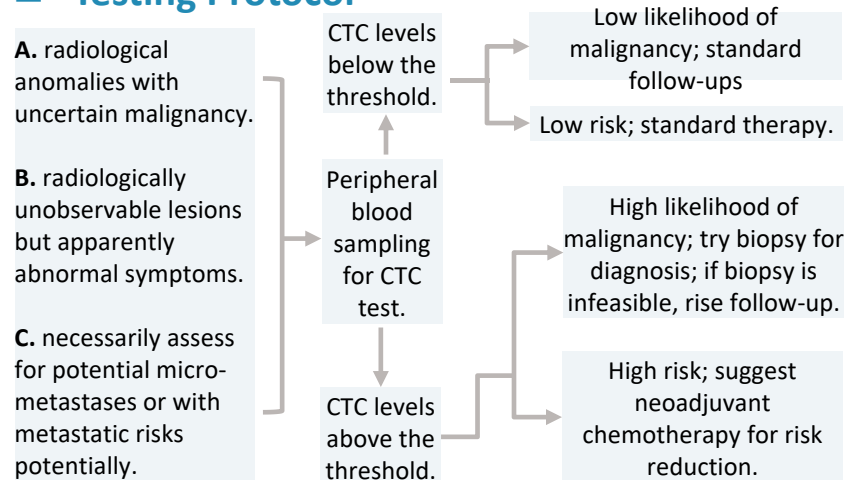 Testing Protocol
A. radiological
anomalies with
uncertain malignancy.
B. radiologically
unobservable lesions
but apparently
abnormal symptoms.
C. necessarily assess
for potential micro-
metastases or with
metastatic risks
potentially.
CTC levels
below the
threshold.
Peripheral
blood
sampling
for CTC
test.
CTC levels
above the
threshold.
Low likelihood of
malignancy; standard
follow-ups
Low risk; standard therapy.
High likelihood of
malignancy; try biopsy for
diagnosis; if biopsy is
infeasible, rise follow-up.
High risk; suggest
neoadjuvant
chemotherapy for risk
reduction.